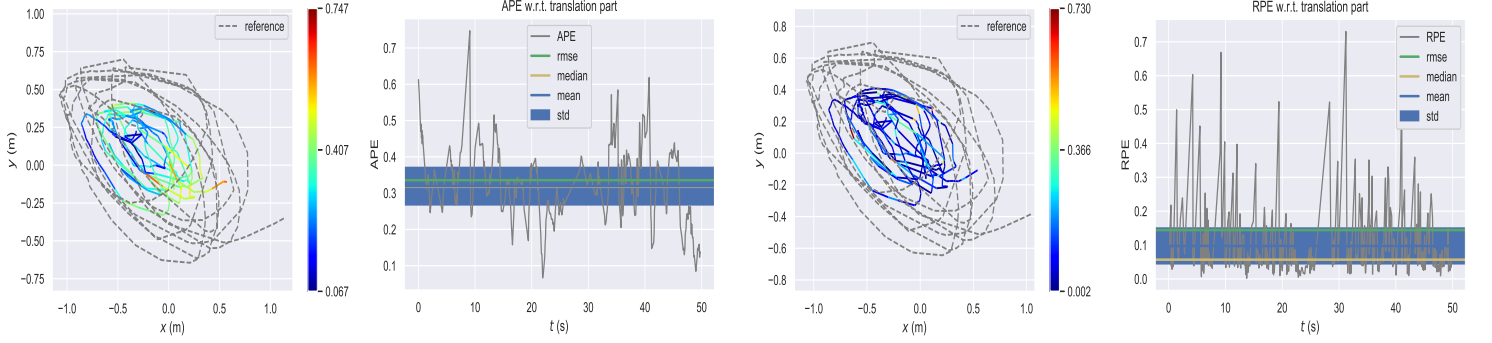 1.00
0.75
0.50
0.25
0.00
−0.25
−0.50
−0.75
−1.0
−0.5
0.0
0.5
1.0
y (m)
x (m)
reference
0.747
0.407
0.067
APE w.r.t. translation part
0.7
0.6
0.5
0.4
0.3
0.2
0.1
0
10
20
30
40
50
APE
t (s)
APE
rmse
median
mean
std
0.8
0.6
0.4
0.2
0.0
−0.2
−0.4
−0.6
−0.8
−1.0
−0.5
0.0
0.5
1.0
y (m)
x (m)
reference
0.730
0.366
0.002
RPE w.r.t. translation part
0.7
0.6
0.5
0.4
0.3
0.2
0.1
0.0
0
10
20
30
40
50
RPE
t (s)
RPE
rmse
median
mean
std